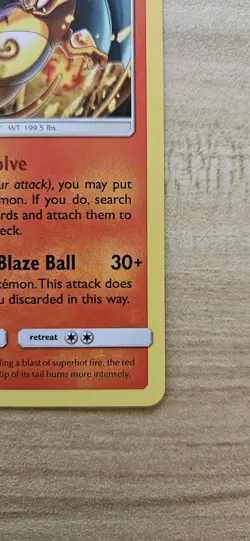 WT. 199.5 lbs.
olve
ur attack), you may put
mon. If you do, search
rds and attach them to
eck.
Blaze Ball 30+
kémon. This attack does
u discarded in this way.
retreat
ling a blast of superhot fire, the red
tip of its tail burns more intensely.